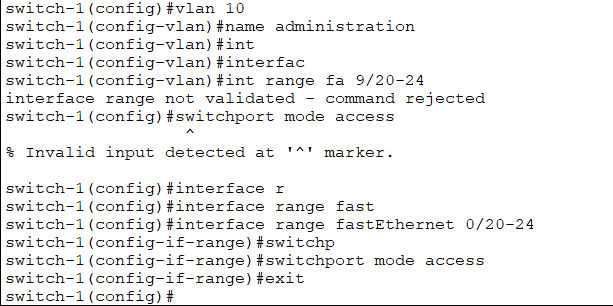 switch-1(config)#vlan 10
switch-1(config-vlan)#name administration
switch-1(config-vlan)#int
switch-1(config-vlan)#interfac
switch-1(config-vlan)#int range fa 9/20-24
interface range not validated - command rejected
switch-1(config)#switchport mode access
^
% Invalid input detected at '^' marker.
switch-1(config)#interface r
switch-1(config)#interface range fast
switch-1(config)#interface range fastEthernet 0/20-24
switch-1(config-if-range)#switchp
switch-1(config-if-range)#switchport mode access
switch-1(config-if-range)#exit
switch-1(config)#